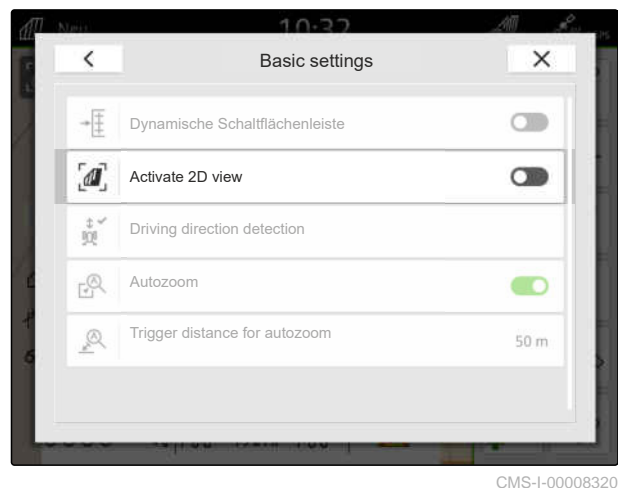 Neu
10:32
Basic settings
Dynamische Schaltflächenleiste
Activate 2D view
Driving direction detection
Autozoom
Trigger distance for autozoom
50 m
CMS-I-00008320